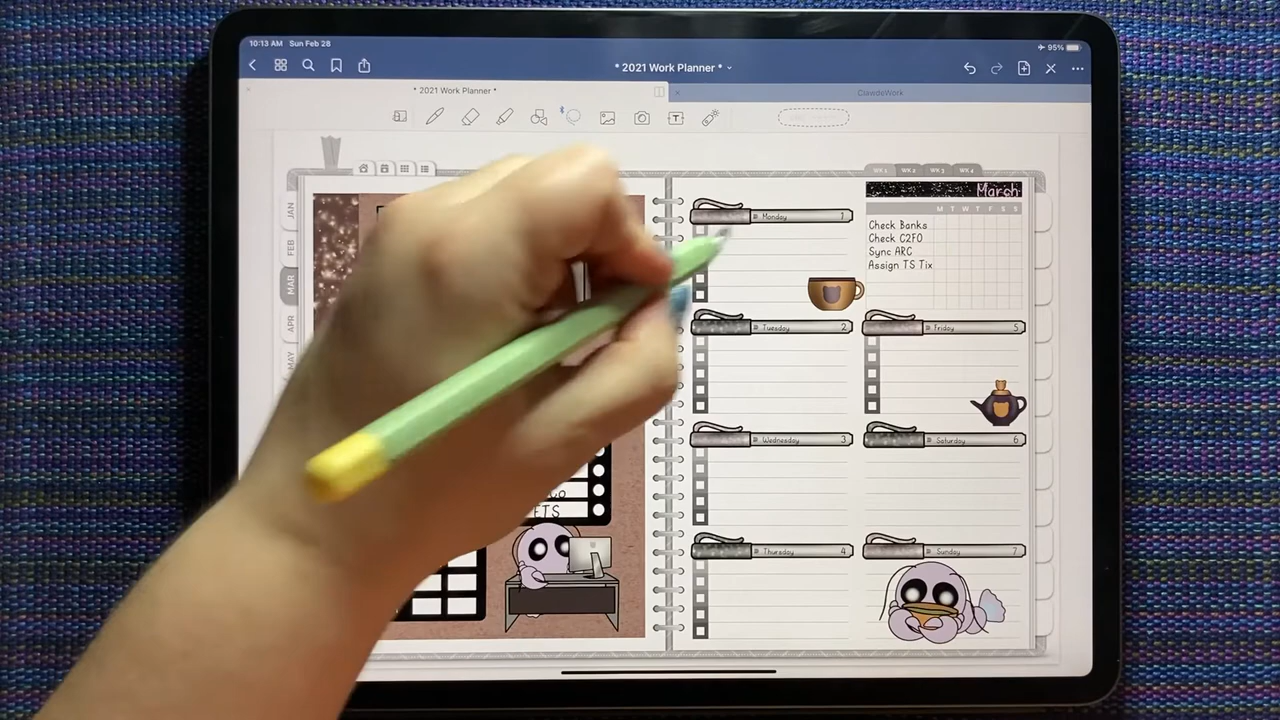 10:13 AM Sun Feb 28
95%
* 2021 Work Planner *
* 2021 Work Planner *
ClawdeWork
WK 1 WK 2 WK 3 WK 4
JAN
FEB
MAR
APR
MAY
March
M T W T F S S
Check Banks
Check C2FO
Sync ARC
Assign TS Tix
Monday 1
Tuesday 2
Friday 5
Wednesday 3
Saturday 6
Thursday 4
Sunday 7
ETS